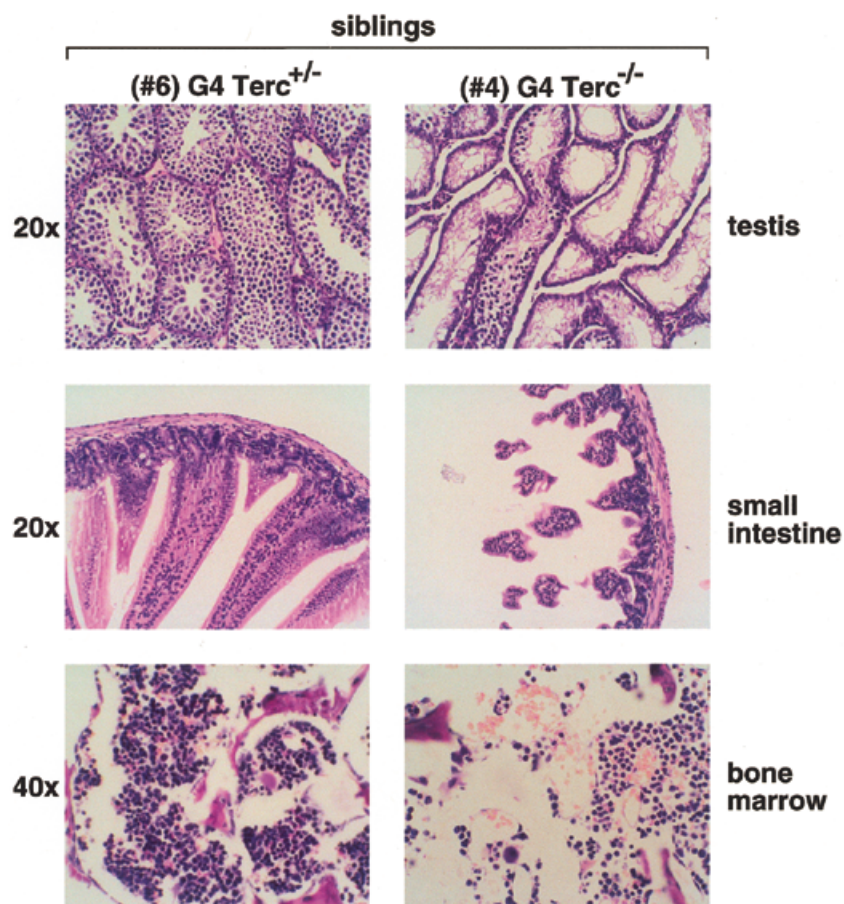 siblings
(#6) G4 Terc+/-
(#4) G4 Terc-/-
20x
testis
20x
small
intestine
40x
bone
marrow